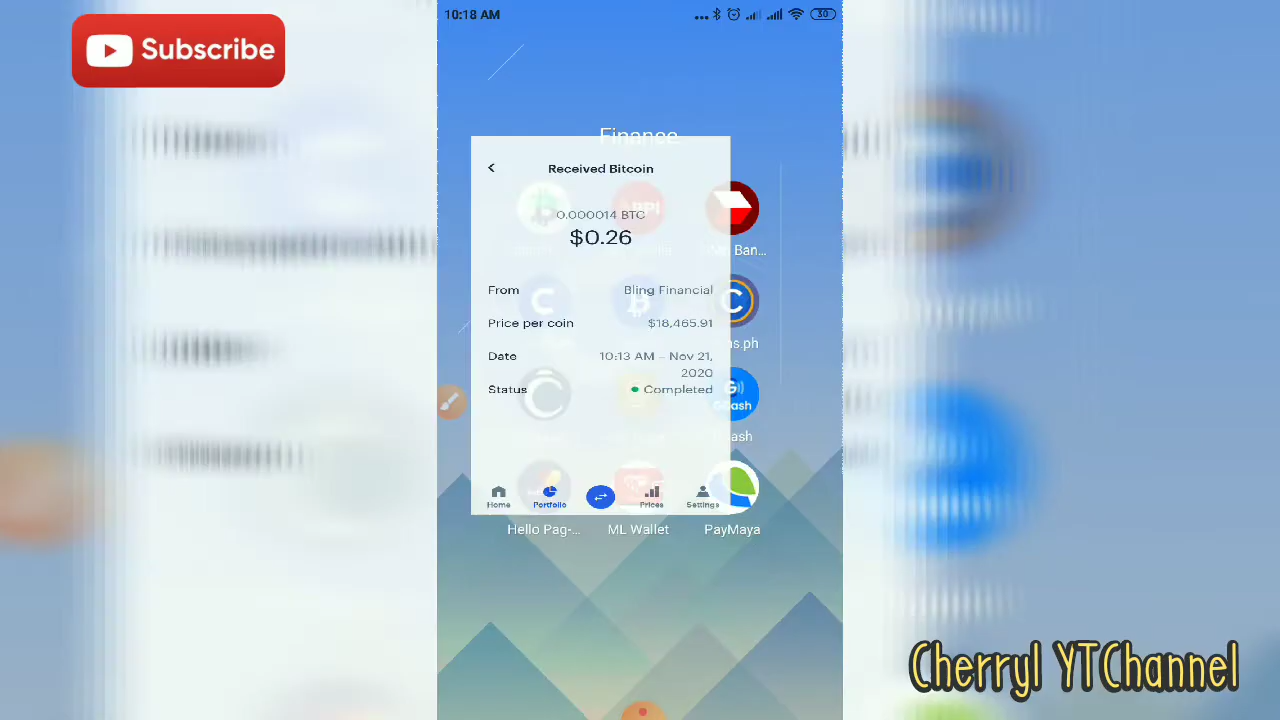 Subscribe
10:18 AM
30
Finance
Received Bitcoin
0.000014 BTC
$0.26
From Bling Financial
Price per coin $18,465.91
Date 10:13 AM – Nov 21,
2020
Status Completed
Home Portfolio Prices Settings
Hello Pag-... ML Wallet PayMaya
Cherryl YTChannel